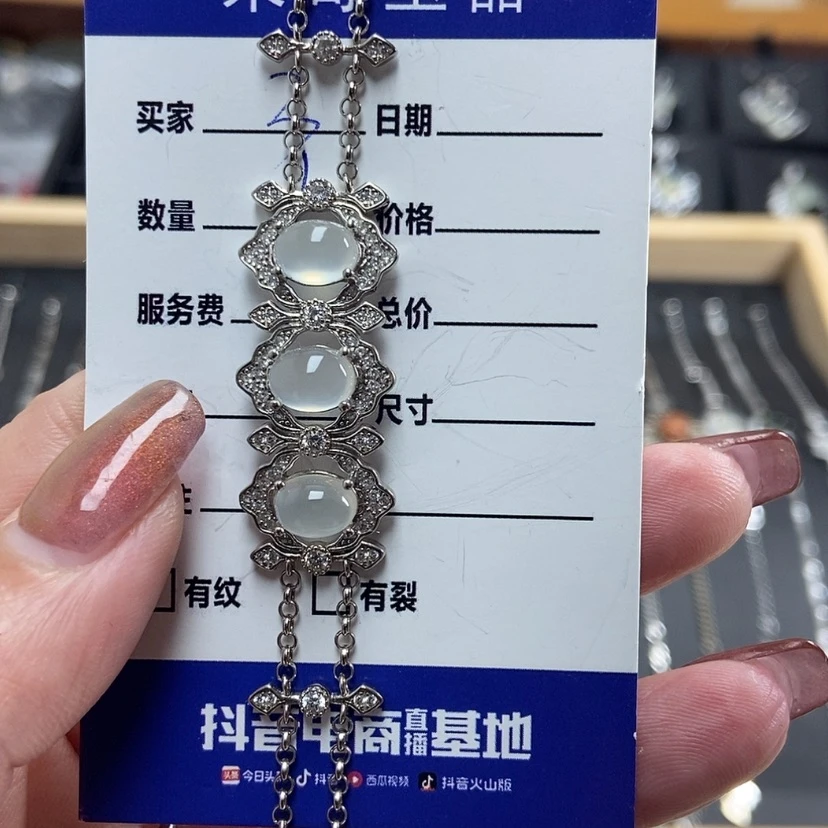 买家 日期
数量 价格
服务费 总价
尺寸
注
有纹 有裂
抖音电商直播基地
今日头条 抖音 西瓜视频 抖音火山版